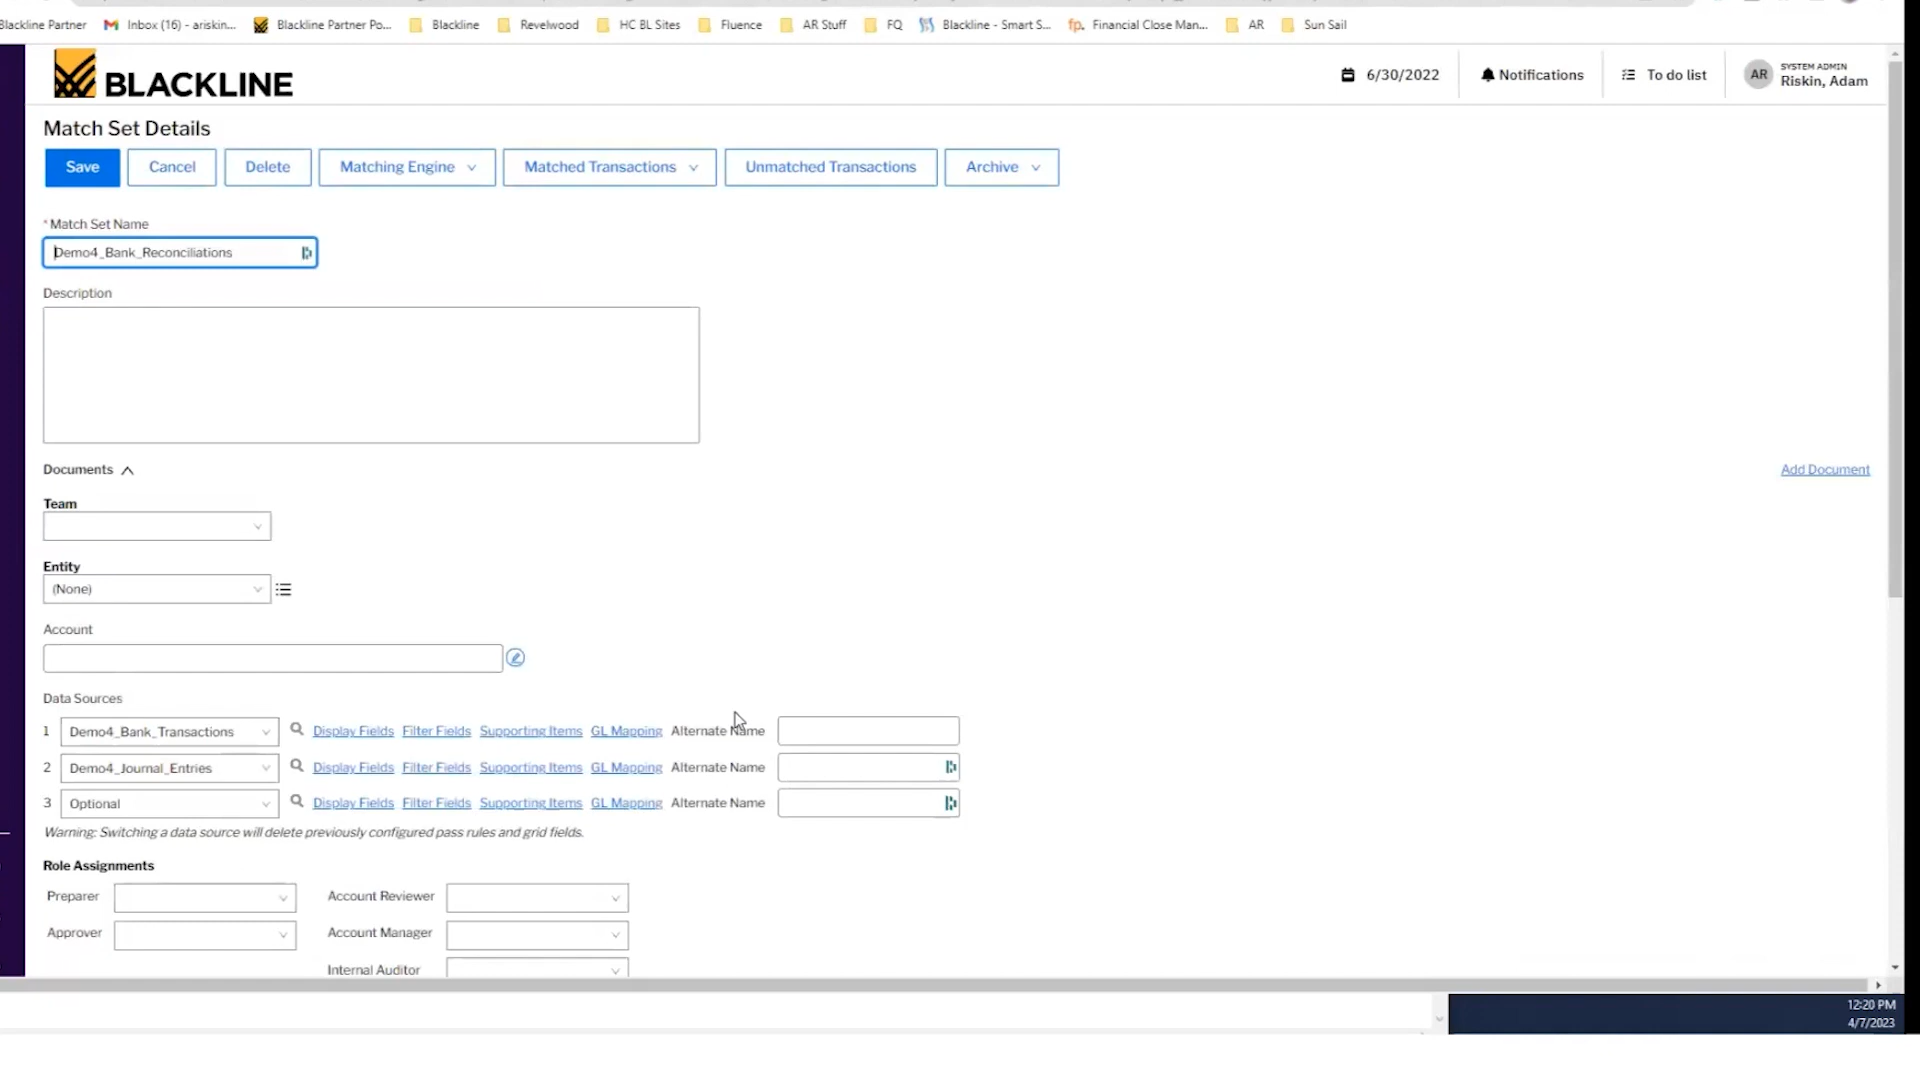 Blackline Partner Inbox (16) - ariskin... Blackline Partner Po... Blackline Revelwood HC BL Sites Fluence AR Stuff FQ Blackline - Smart S... fp. Financial Close Man... AR Sun Sail
BLACKLINE
6/30/2022 Notifications To do list AR SYSTEM ADMIN
Riskin, Adam
Match Set Details
Save Cancel Delete Matching Engine Matched Transactions Unmatched Transactions Archive
* Match Set Name
Demo4_Bank_Reconciliations
Description
Documents Add Document
Team
Entity
(None)
Account
Data Sources
1 Demo4_Bank_Transactions Display Fields Filter Fields Supporting Items GL Mapping Alternate Name
2 Demo4_Journal_Entries Display Fields Filter Fields Supporting Items GL Mapping Alternate Name
3 Optional Display Fields Filter Fields Supporting Items GL Mapping Alternate Name
Warning: Switching a data source will delete previously configured pass rules and grid fields.
Role Assignments
Preparer Account Reviewer
Approver Account Manager
Internal Auditor
12:20 PM
4/7/2023